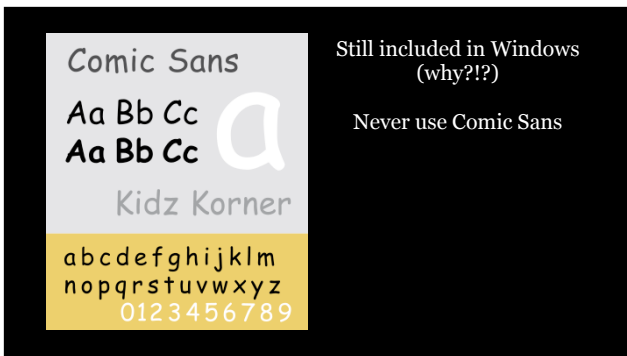 Comic Sans
Aa Bb Cc
Aa Bb Cc
a
Kidz Korner
abcdefghijklm
nopqrstuvwxyz
0123456789
Still included in Windows
(why?!?)
Never use Comic Sans